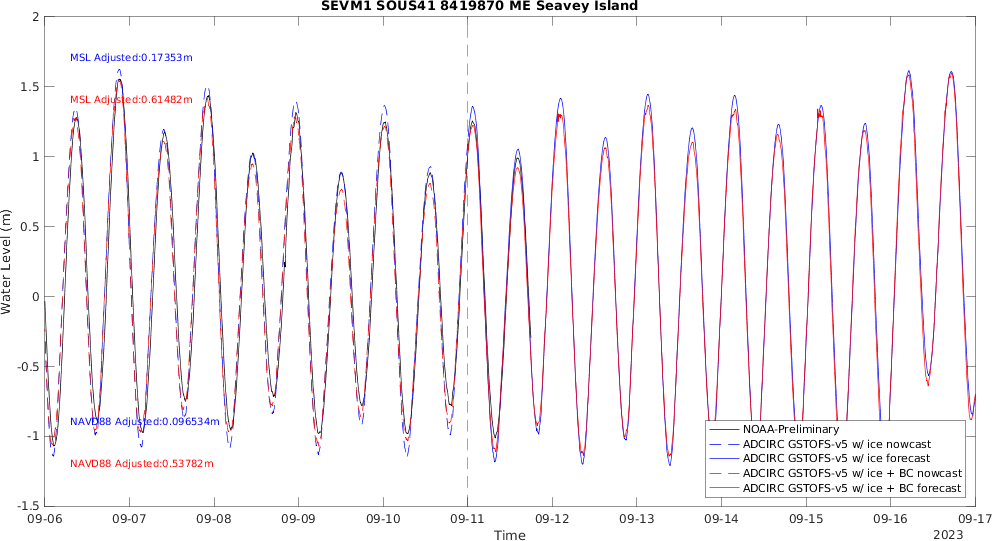 SEVM1 SOUS41 8419870 ME Seavey Island
2
1.5
1
0.5
0
-0.5
-1
-1.5
Water Level (m)
MSL Adjusted:0.17353m
MSL Adjusted:0.61482m
NAVD88 Adjusted:0.096534m
NAVD88 Adjusted:0.53782m
NOAA-Preliminary
ADCIRC GSTOFS-v5 w/ ice nowcast
ADCIRC GSTOFS-v5 w/ ice forecast
ADCIRC GSTOFS-v5 w/ ice + BC nowcast
ADCIRC GSTOFS-v5 w/ ice + BC forecast
09-06 09-07 09-08 09-09 09-10 09-11 09-12 09-13 09-14 09-15 09-16 09-17
Time
2023